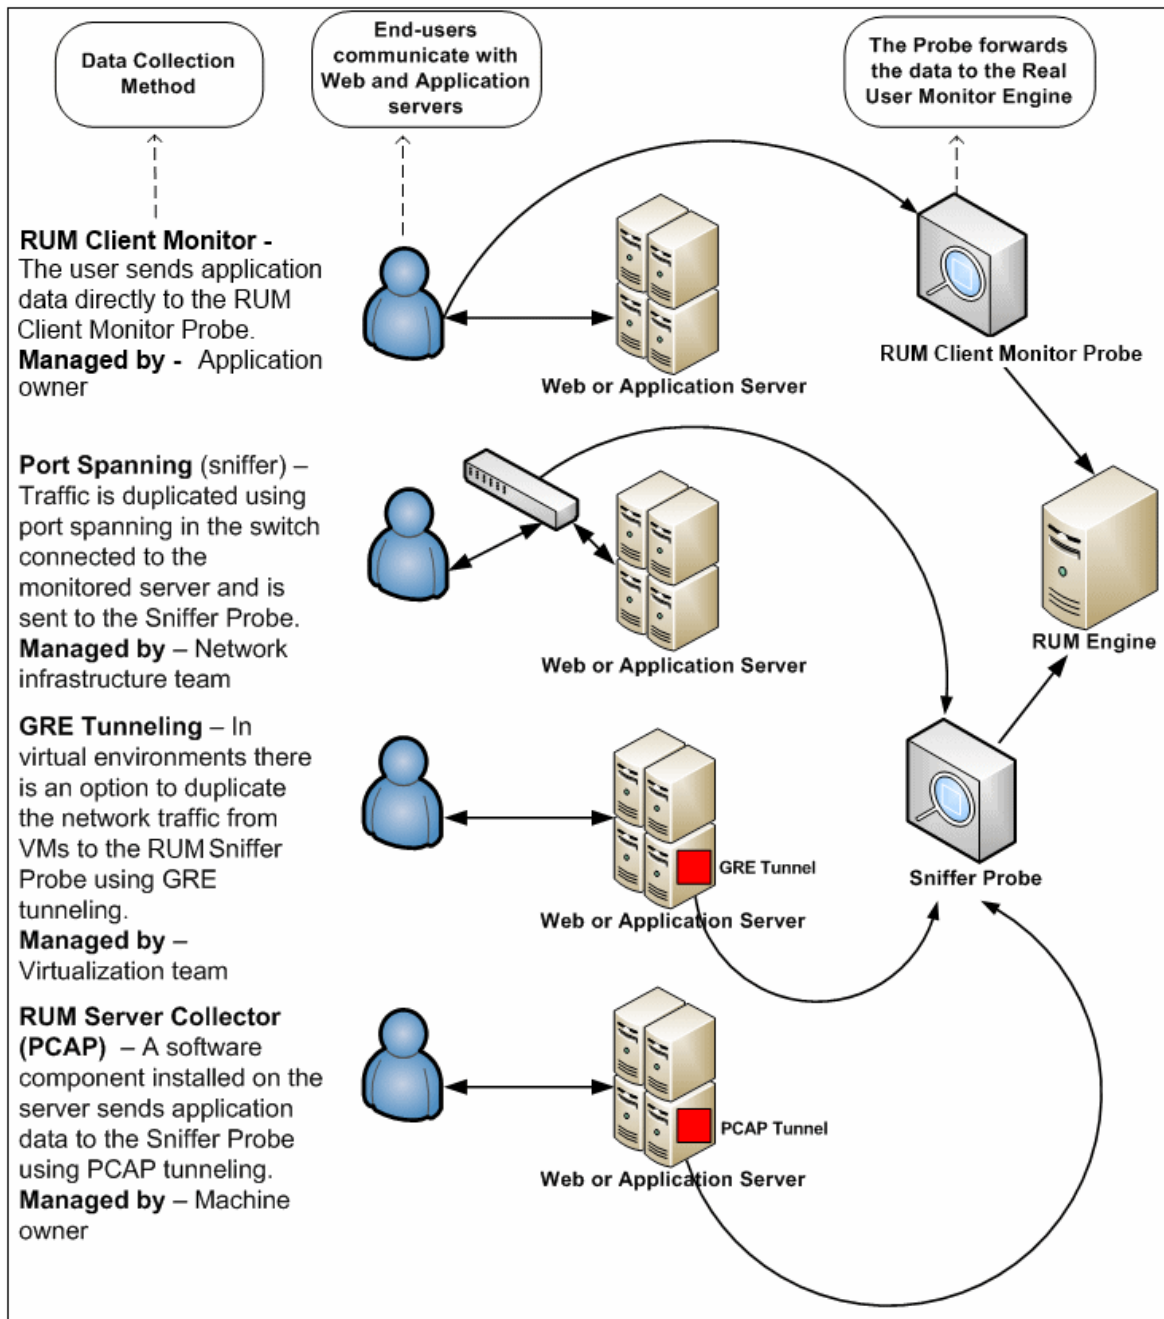 Data Collection
Method
End-users
communicate with
Web and Application
servers
The Probe forwards
the data to the Real
User Monitor Engine
RUM Client Monitor -
The user sends application
data directly to the RUM
Client Monitor Probe.
Managed by - Application
owner
Web or Application Server
RUM Client Monitor Probe
Port Spanning (sniffer) –
Traffic is duplicated using
port spanning in the switch
connected to the
monitored server and is
sent to the Sniffer Probe.
Managed by – Network
infrastructure team
Web or Application Server
RUM Engine
GRE Tunneling – In
virtual environments there
is an option to duplicate
the network traffic from
VMs to the RUM Sniffer
Probe using GRE
tunneling.
Managed by –
Virtualization team
GRE Tunnel
Web or Application Server
Sniffer Probe
RUM Server Collector
(PCAP) – A software
component installed on the
server sends application
data to the Sniffer Probe
using PCAP tunneling.
Managed by – Machine
owner
PCAP Tunnel
Web or Application Server